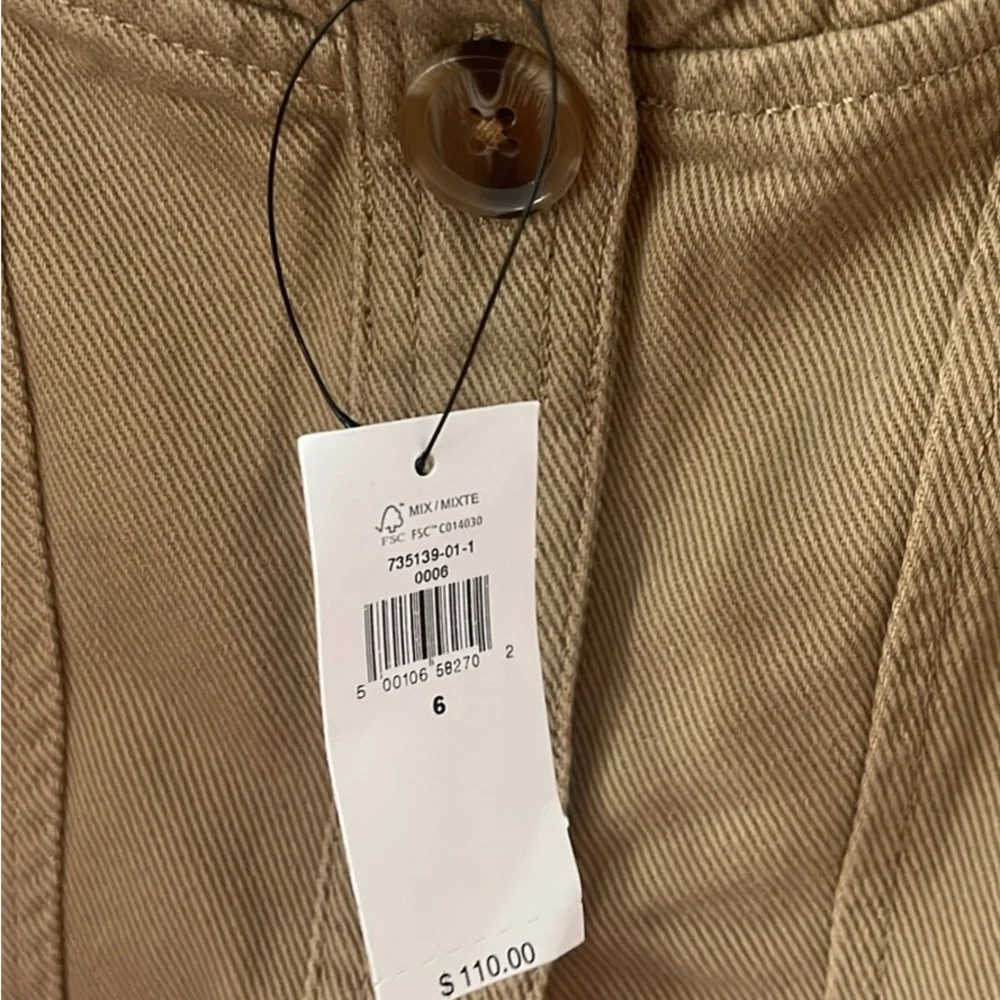 MIX / MIXTE
FSC FSC™ C014030
735139-01-1
0006
5 00106 58270 2
6
$110.00